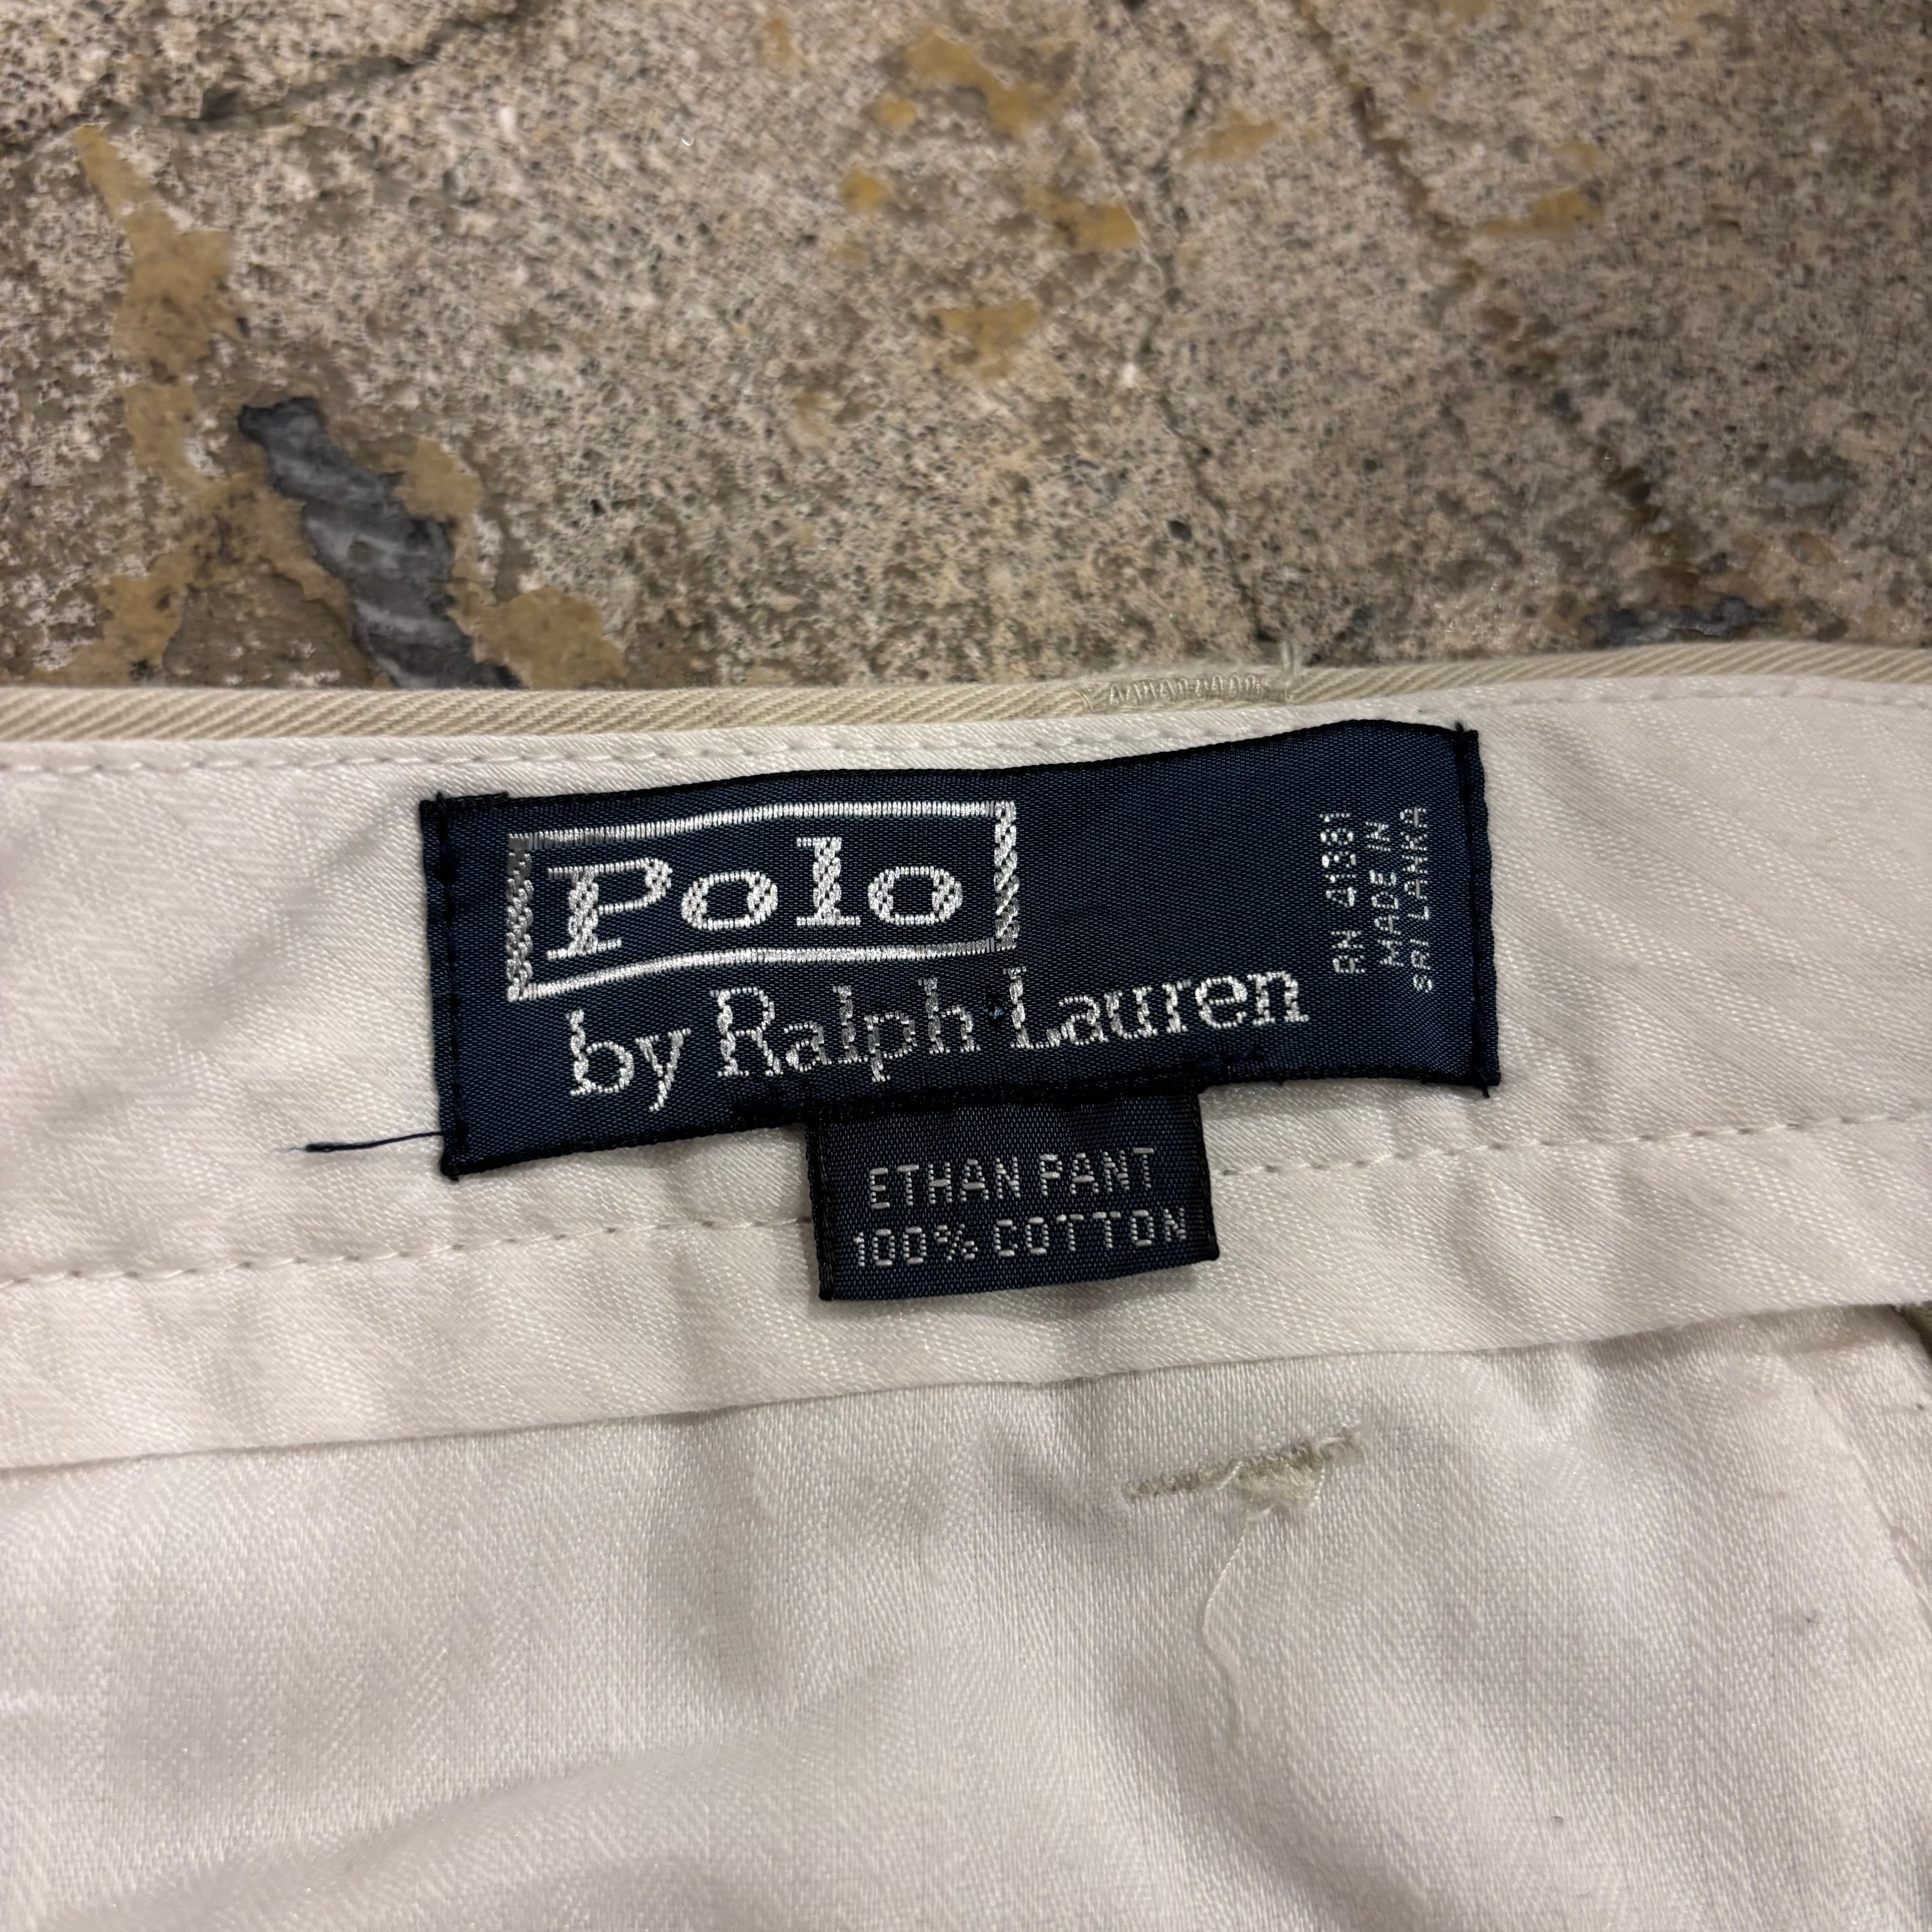 Polo
by Ralph Lauren
RN 41381
MADE IN
SRI LANKA
ETHAN PANT
100% COTTON